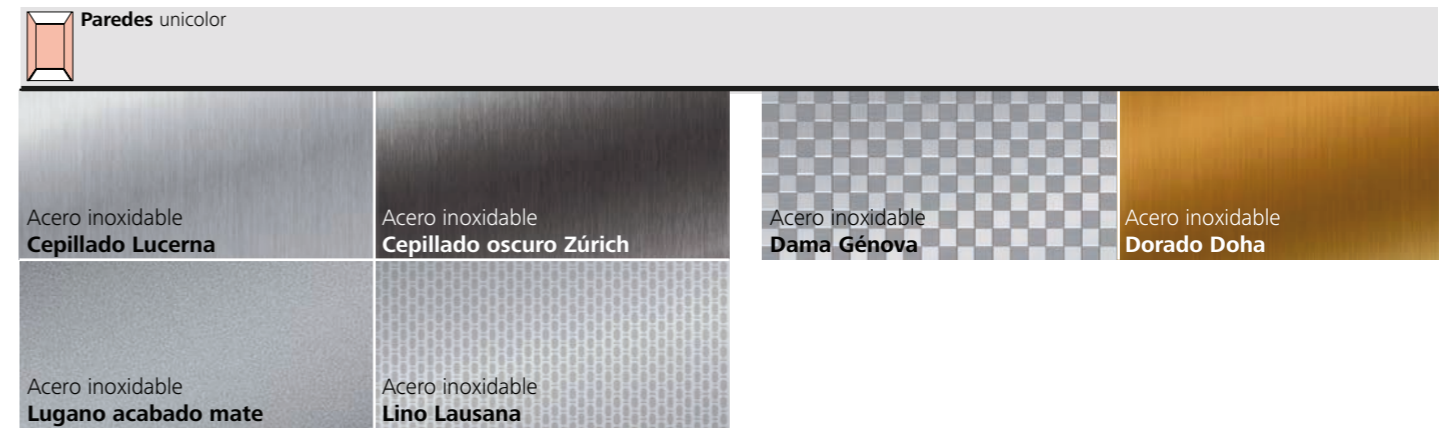 Paredes unicolor
Acero inoxidable
Cepillado Lucerna
Acero inoxidable
Cepillado oscuro Zúrich
Acero inoxidable
Dama Génova
Acero inoxidable
Dorado Doha
Acero inoxidable
Lugano acabado mate
Acero inoxidable
Lino Lausana